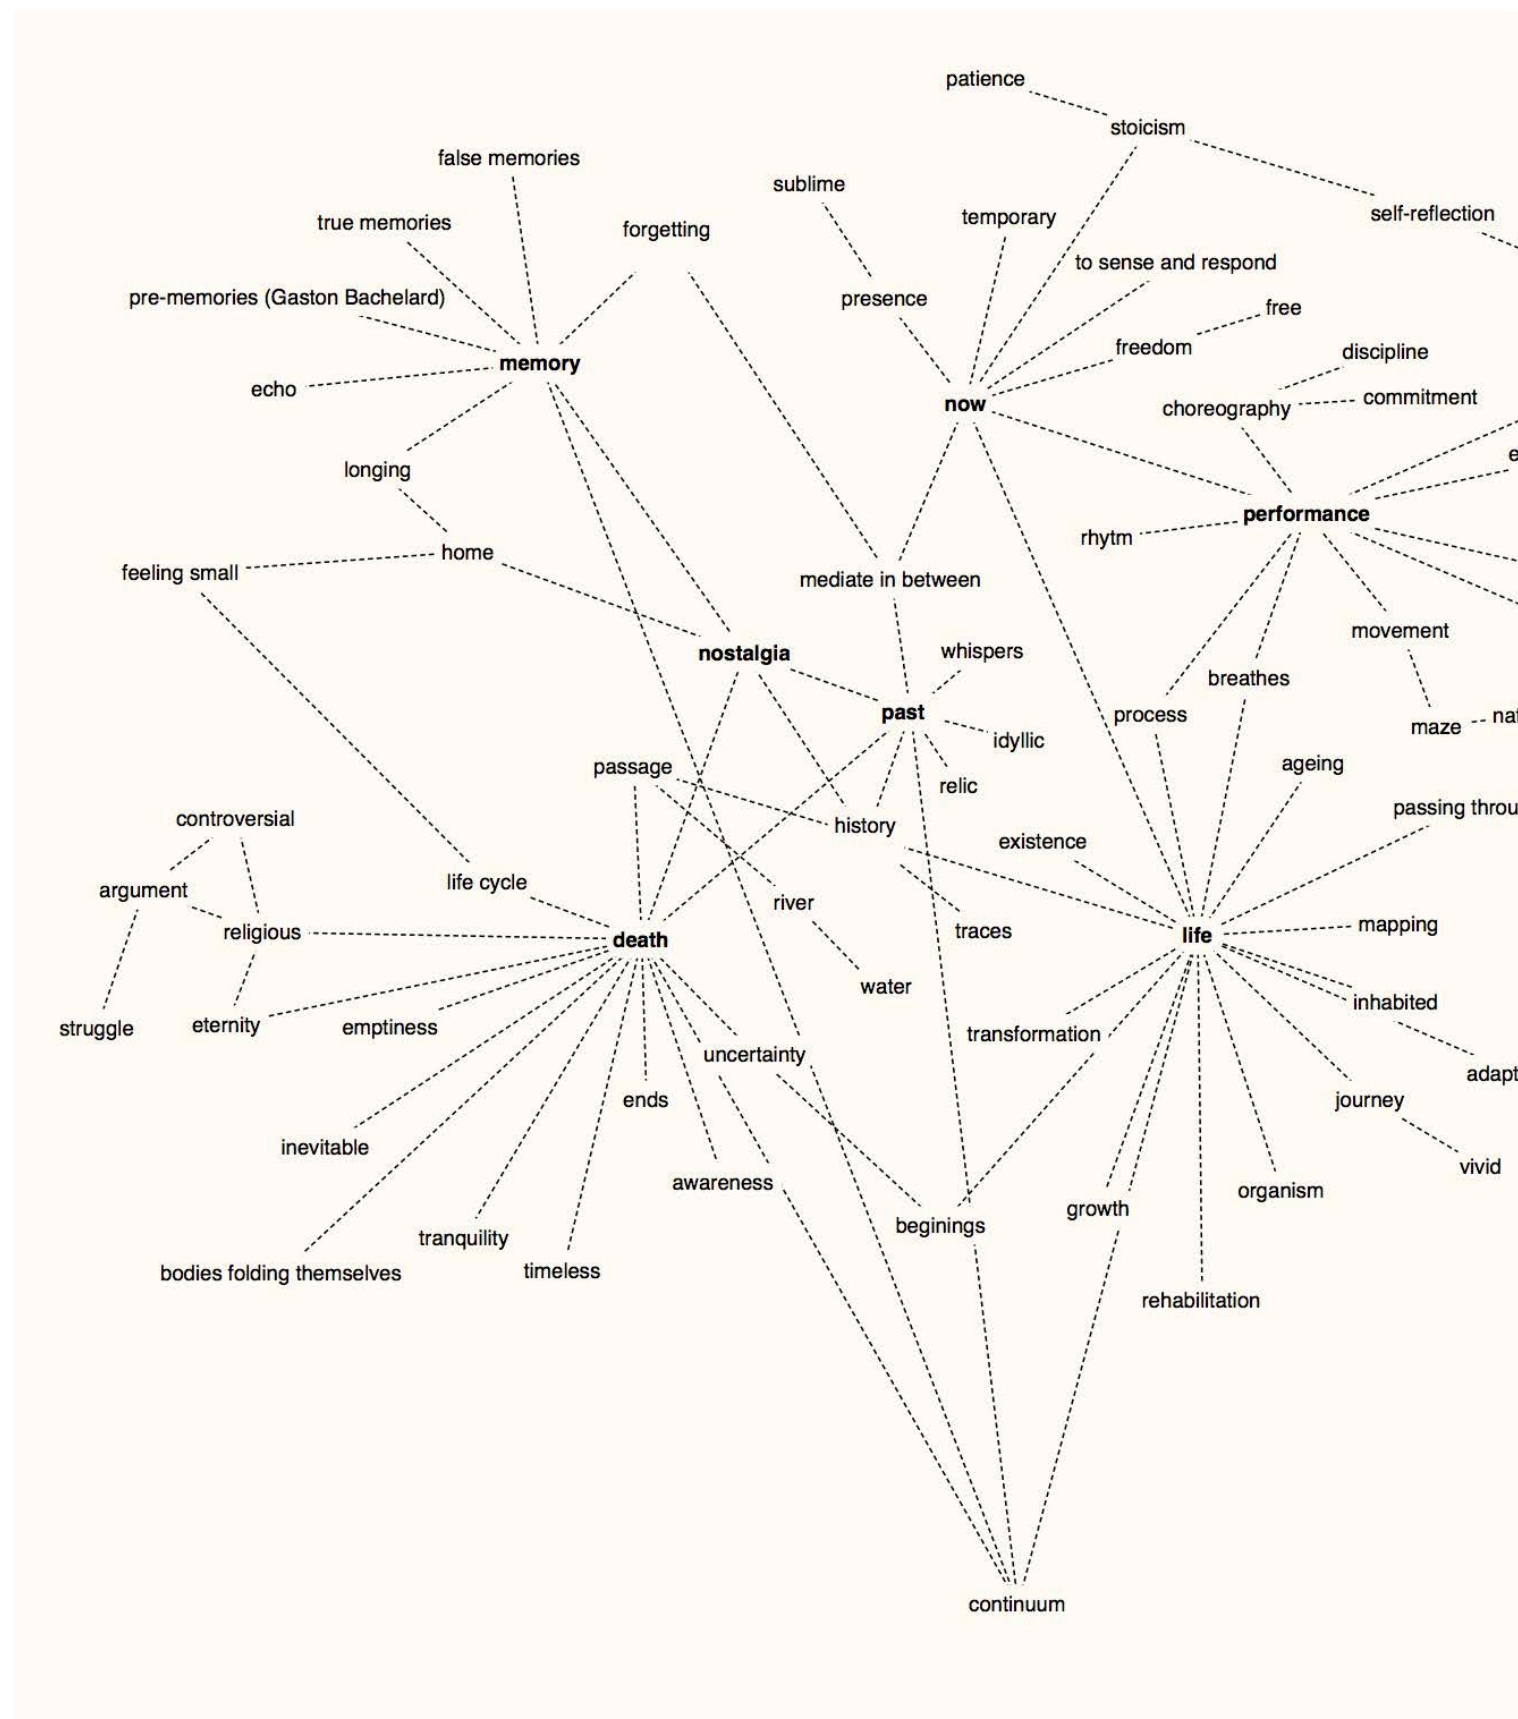 patience
stoicism
false memories
sublime
self-reflection
temporary
true memories
forgetting
to sense and respond
pre-memories (Gaston Bachelard)
presence
free
freedom
discipline
memory
echo
commitment
now
choreography
e
longing
performance
rhytm
home
feeling small
mediate in between
movement
whispers
nostalgia
breathes
past
process
nat
maze
idyllic
passage
ageing
relic
passing throu
controversial
history
existence
life cycle
argument
river
mapping
traces
religious
death
life
water
inhabited
struggle
eternity
emptiness
transformation
uncertainty
adapt
ends
journey
inevitable
vivid
awareness
organism
growth
beginings
tranquility
bodies folding themselves
timeless
rehabilitation
continuum